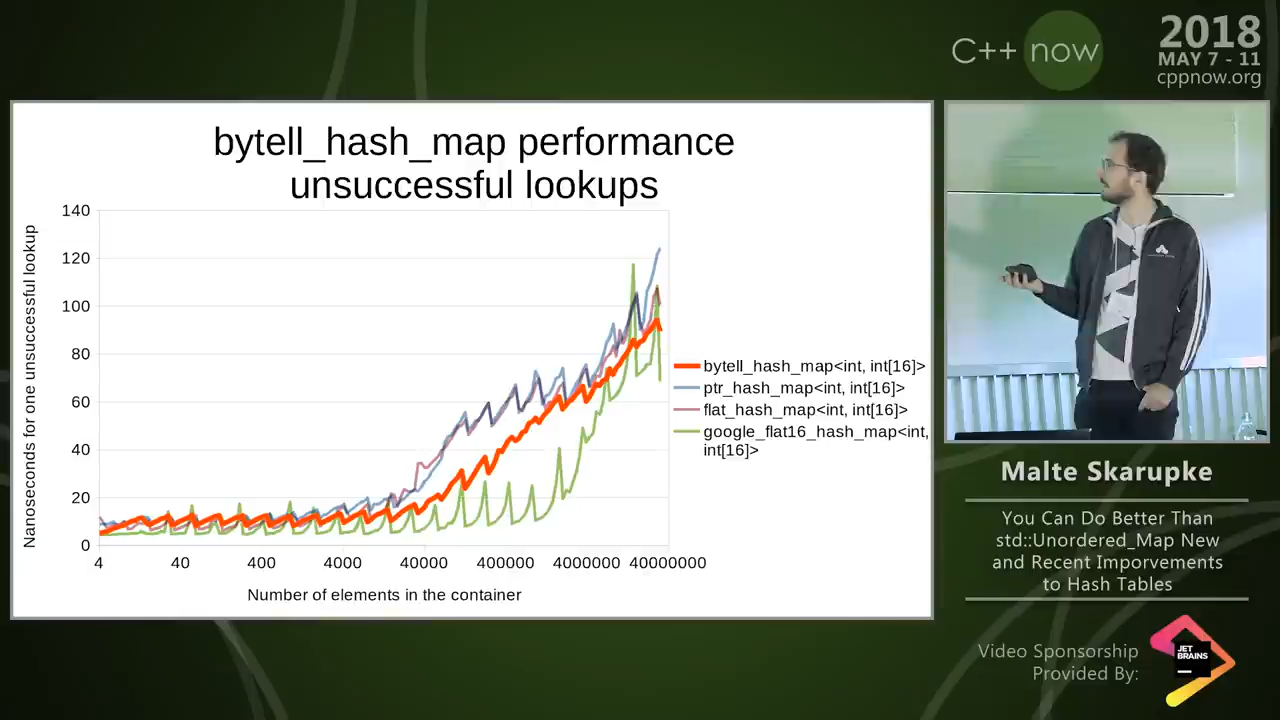 C++ now
2018
MAY 7 - 11
cppnow.org
bytell_hash_map performance
unsuccessful lookups
Nanoseconds for one unsuccessful lookup
140
120
100
80
60
40
20
0
4 40 400 4000 40000 400000 4000000 40000000
Number of elements in the container
bytell_hash_map<int, int[16]>
ptr_hash_map<int, int[16]>
flat_hash_map<int, int[16]>
google_flat16_hash_map<int,
int[16]>
Malte Skarupke
You Can Do Better Than
std::Unordered_Map New
and Recent Imporvements
to Hash Tables
Video Sponsorship
Provided By:
JET
BRAINS